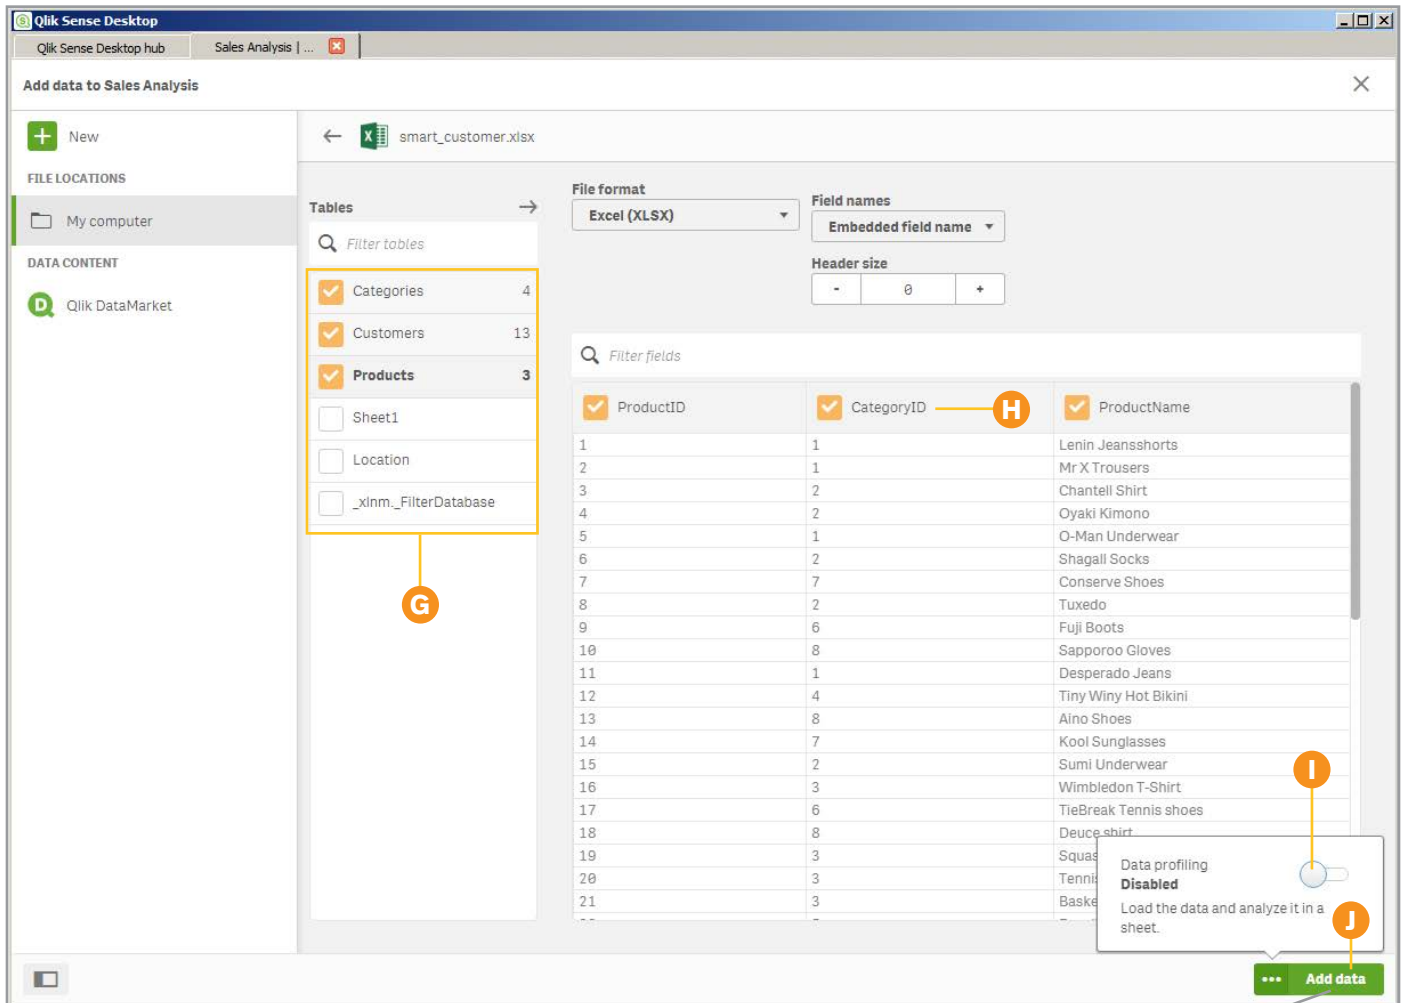 Qlik Sense Desktop
Qlik Sense Desktop hub
Sales Analysis | ...
Add data to Sales Analysis
New
FILE LOCATIONS
My computer
DATA CONTENT
Qlik DataMarket
smart_customer.xlsx
Tables
Filter tables
Categories 4
Customers 13
Products 3
Sheet1
Location
_xlnm._FilterDatabase
G
File format
Excel (XLSX)
Field names
Embedded field name
Header size
- 0 +
Filter fields
ProductID CategoryID H ProductName
1 1 Lenin Jeansshorts
2 1 Mr X Trousers
3 2 Chantell Shirt
4 2 Oyaki Kimono
5 1 O-Man Underwear
6 2 Shagall Socks
7 7 Conserve Shoes
8 2 Tuxedo
9 6 Fuji Boots
10 8 Sapporoo Gloves
11 1 Desperado Jeans
12 4 Tiny Winy Hot Bikini
13 8 Aino Shoes
14 7 Kool Sunglasses
15 2 Sumi Underwear
16 3 Wimbledon T-Shirt
17 6 TieBreak Tennis shoes
18 8 Deuce shirt
19 3 Squas
20 3 Tennis
21 3 Baske
I
Data profiling
Disabled
Load the data and analyze it in a
sheet.
J
••• Add data